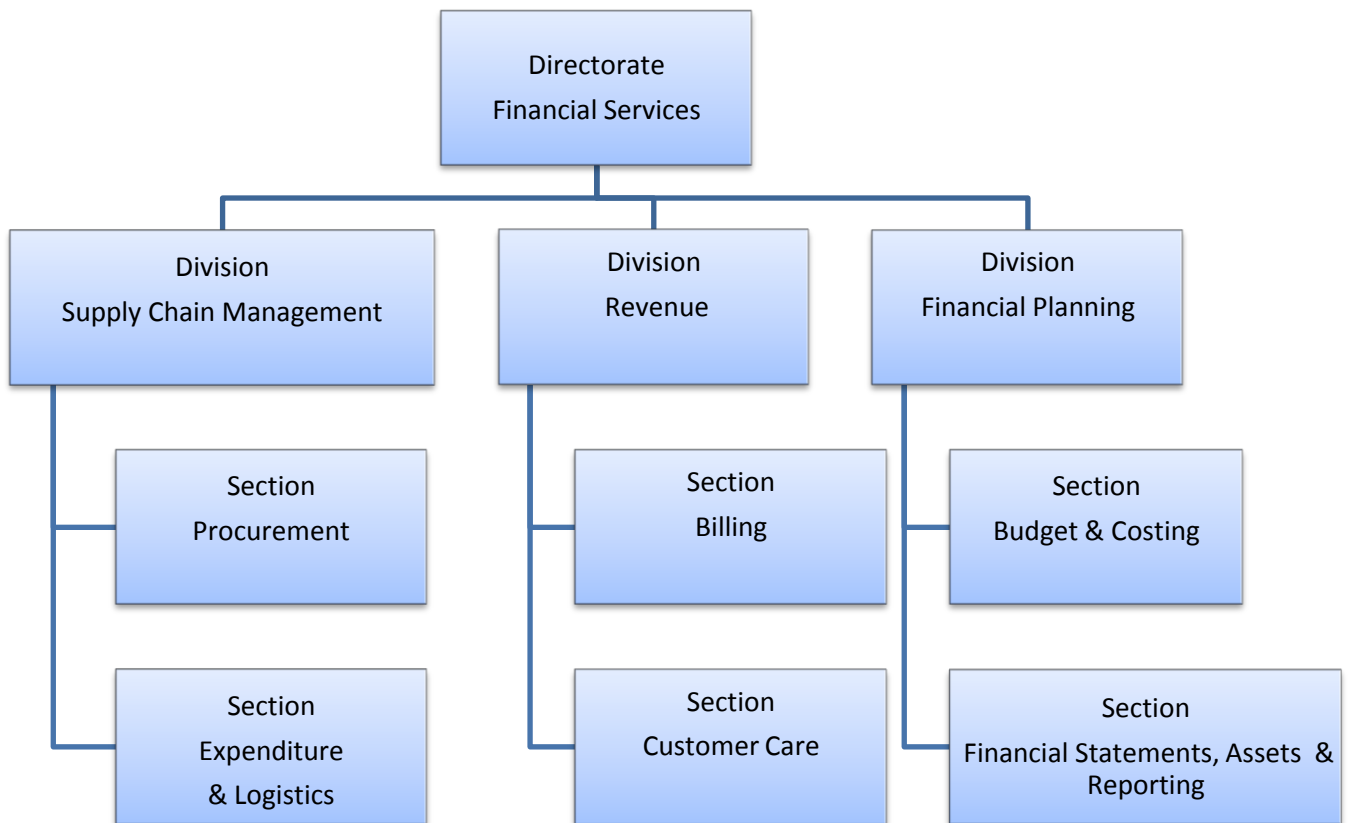 Directorate
Financial Services
Division
Supply Chain Management
Division
Revenue
Division
Financial Planning
Section
Procurement
Section
Billing
Section
Budget & Costing
Section
Expenditure
& Logistics
Section
Customer Care
Section
Financial Statements, Assets &
Reporting